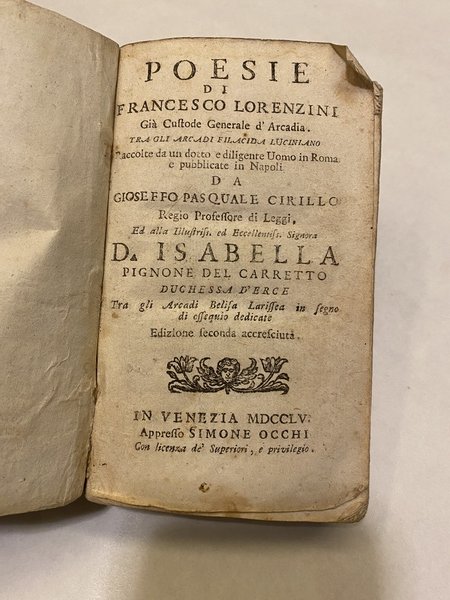 POESIE
DI
FRANCESCO LORENZINI
Già Cuſtode Generale d'Arcadia.
TRA GLI ARCADI FILACIDA LUCINIANO
Raccolte da un dotto e diligente Uomo in Roma
e pubblicate in Napoli
DA
GIOSEFFO PASQUALE CIRILLO
Regio Profeſſore di Leggi,
Ed alla Illuſtriſs. ed Eccellentiſs. Signora
D. ISABELLA
PIGNONE DEL CARRETTO
DUCHESSA D'ERCE
Tra gli Arcadi Beliſa Lariſſea in ſegno
di eſſequio dedicate
Edizione ſeconda accreſciuta.
IN VENEZIA MDCCLV.
Appreſſo SIMONE OCCHI
Con licenza de' Superiori, e privilegio.